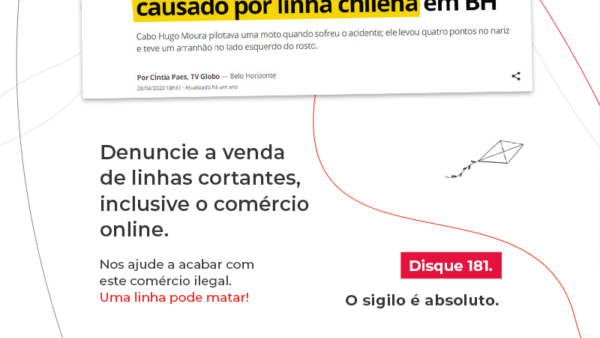 causado por linha chilena em BH
Cabo Hugo Moura pilotava uma moto quando sofreu o acidente; ele levou quatro pontos no nariz
e teve um arranhão no lado esquerdo do rosto.
Por Cíntia Paes, TV Globo — Belo Horizonte
28/04/2020 18h51 · Atualizado há um ano
Denuncie a venda
de linhas cortantes,
inclusive o comércio
online.
Nos ajude a acabar com
este comércio ilegal.
Uma linha pode matar!
Disque 181.
O sigilo é absoluto.